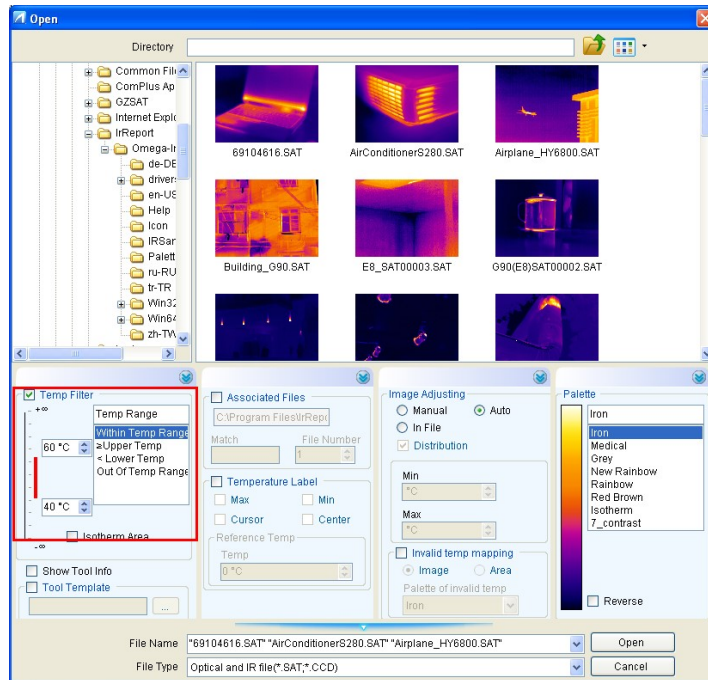 Open
Directory
Common File
ComPlus Ap
GZSAT
Internet Explo
IrReport
Omega-Ir
de-DE
drivers
en-US
Help
Icon
IRSar
Palett
ru-RU
tr-TR
Win32
Win64
zh-TW
69104616.SAT
AirConditionerS280.SAT
Airplane_HY6800.SAT
Building_G90.SAT
E8_SAT00003.SAT
G90(E8)SAT00002.SAT
Temp Filter
+∞
Temp Range
Within Temp Range
≥Upper Temp
< Lower Temp
Out Of Temp Range
60 °C
40 °C
Isotherm Area
-∞
Show Tool Info
Tool Template
...
Associated Files
C:\Program Files\IrRepo
Match
File Number
1
Temperature Label
Max
Min
Cursor
Center
Reference Temp
Temp
0 °C
Image Adjusting
Manual
Auto
In File
Distribution
Min
°C
Max
°C
Invalid temp mapping
Image
Area
Palette of invalid temp
Iron
Palette
Iron
Iron
Medical
Grey
New Rainbow
Rainbow
Red Brown
Isotherm
7_contrast
Reverse
File Name
"69104616.SAT" "AirConditionerS280.SAT" "Airplane_HY6800.SAT"
Open
File Type
Optical and IR file(*.SAT;*.CCD)
Cancel